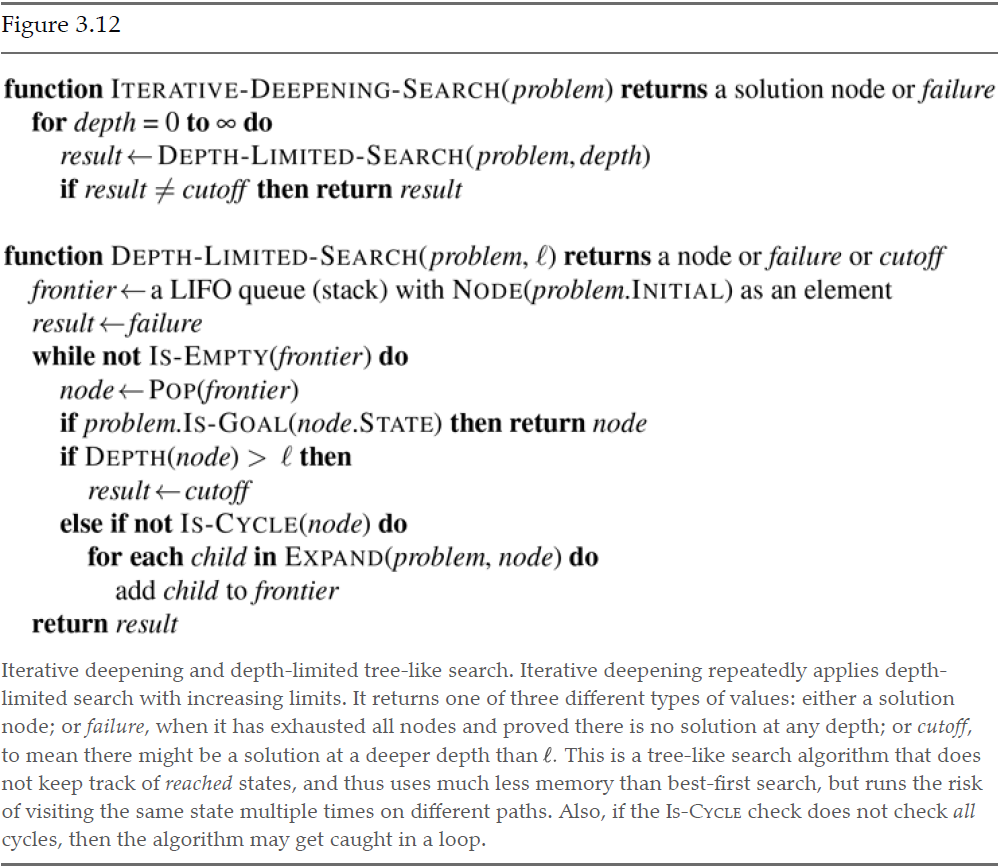 Figure 3.12
function ITERATIVE-DEEPENING-SEARCH(problem) returns a solution node or failure
for depth = 0 to ∞ do
result ← DEPTH-LIMITED-SEARCH(problem, depth)
if result ≠ cutoff then return result
function DEPTH-LIMITED-SEARCH(problem, ℓ) returns a node or failure or cutoff
frontier ← a LIFO queue (stack) with NODE(problem.INITIAL) as an element
result ← failure
while not IS-EMPTY(frontier) do
node ← POP(frontier)
if problem.IS-GOAL(node.STATE) then return node
if DEPTH(node) > ℓ then
result ← cutoff
else if not IS-CYCLE(node) do
for each child in EXPAND(problem, node) do
add child to frontier
return result
Iterative deepening and depth-limited tree-like search. Iterative deepening repeatedly applies depth-
limited search with increasing limits. It returns one of three different types of values: either a solution
node; or failure, when it has exhausted all nodes and proved there is no solution at any depth; or cutoff,
to mean there might be a solution at a deeper depth than ℓ. This is a tree-like search algorithm that does
not keep track of reached states, and thus uses much less memory than best-first search, but runs the risk
of visiting the same state multiple times on different paths. Also, if the IS-CYCLE check does not check all
cycles, then the algorithm may get caught in a loop.